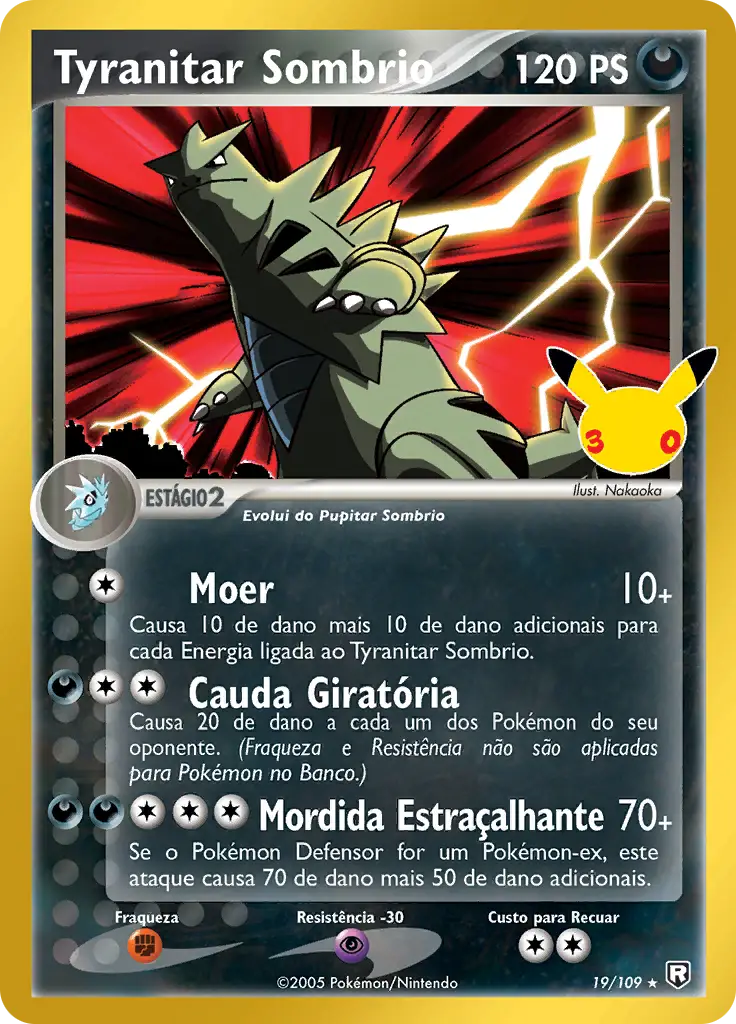 Tyranitar Sombrio 120 PS
3 0
Ilust. Nakaoka
ESTÁGIO 2
Evolui do Pupitar Sombrio
Moer 10+
Causa 10 de dano mais 10 de dano adicionais para
cada Energia ligada ao Tyranitar Sombrio.
Cauda Giratória
Causa 20 de dano a cada um dos Pokémon do seu
oponente. (Fraqueza e Resistência não são aplicadas
para Pokémon no Banco.)
Mordida Estraçalhante 70+
Se o Pokémon Defensor for um Pokémon-ex, este
ataque causa 70 de dano mais 50 de dano adicionais.
Fraqueza Resistência -30 Custo para Recuar
©2005 Pokémon/Nintendo 19/109 ★ R